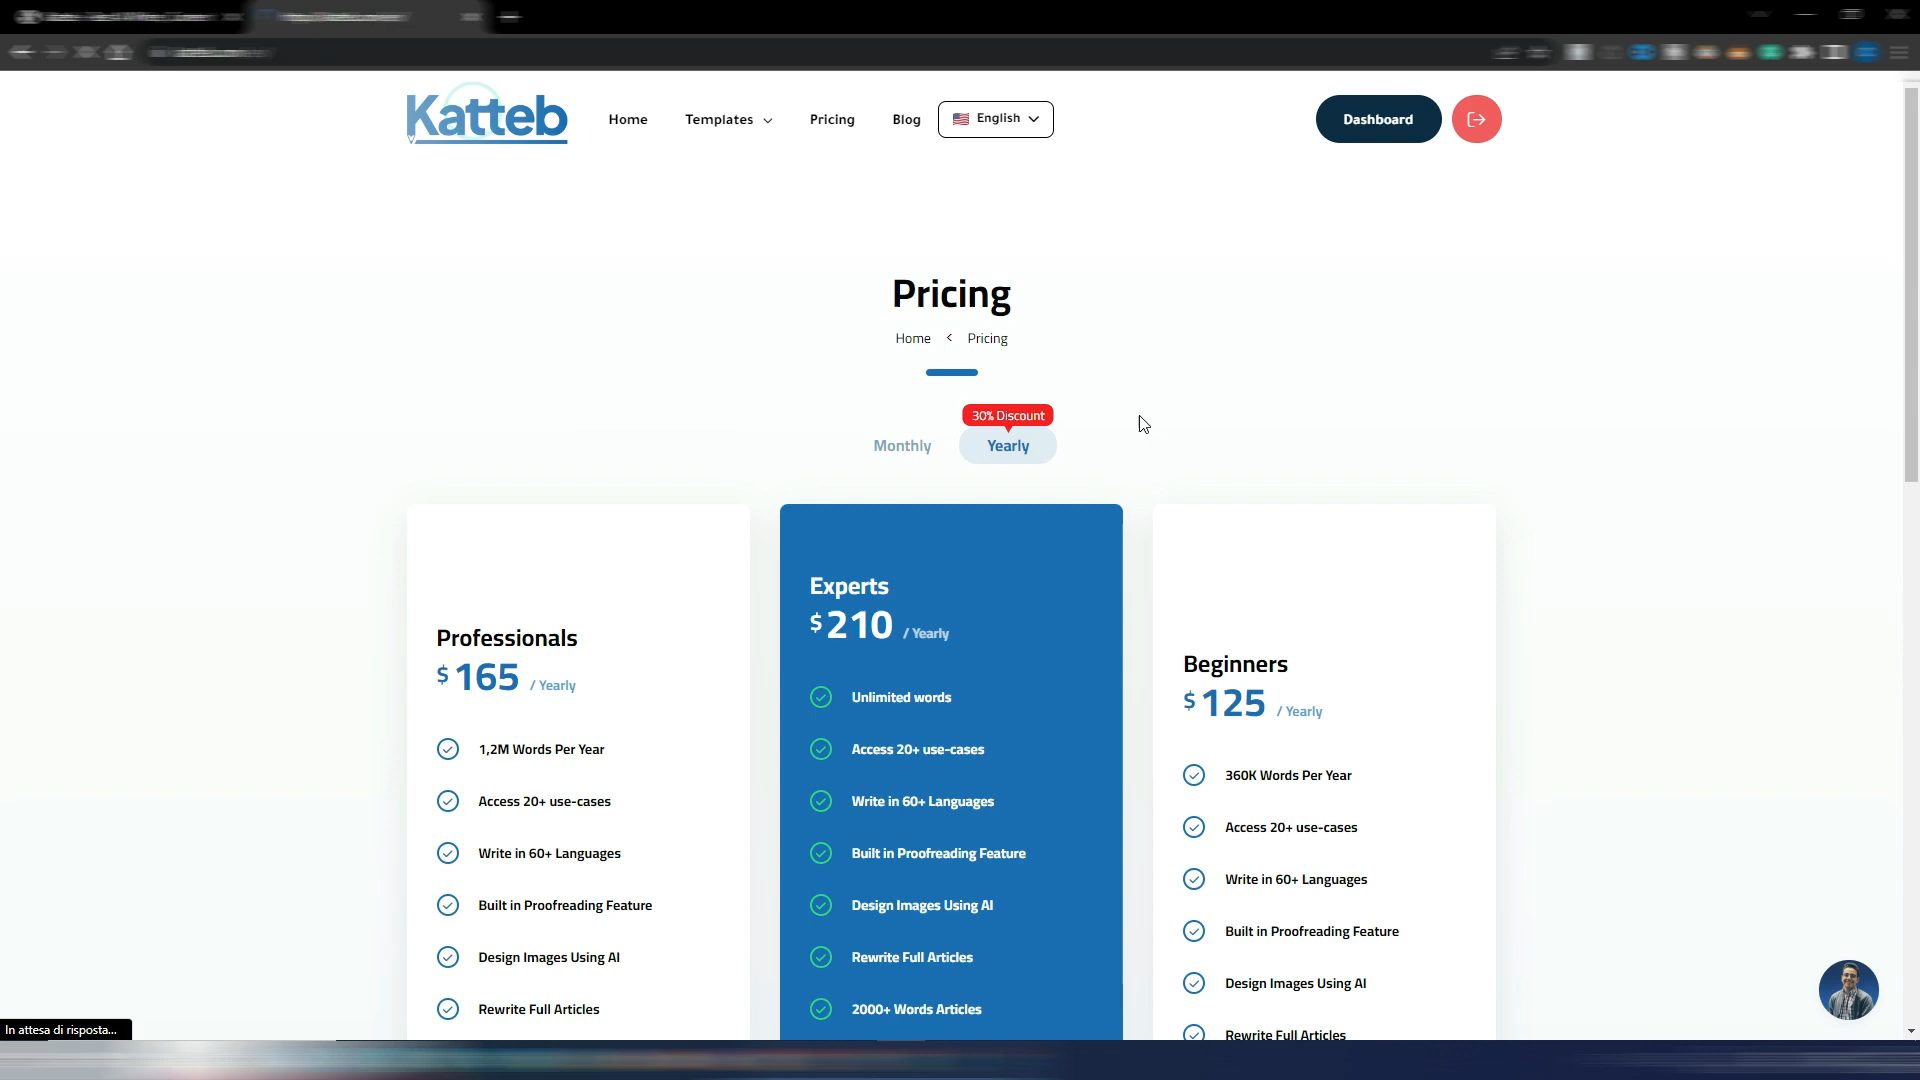 Katteb
Home
Templates
Pricing
Blog
English
Dashboard
Pricing
Home < Pricing
30% Discount
Monthly
Yearly
Professionals
$165 / Yearly
1,2M Words Per Year
Access 20+ use-cases
Write in 60+ Languages
Built in Proofreading Feature
Design Images Using AI
Rewrite Full Articles
Experts
$210 / Yearly
Unlimited words
Access 20+ use-cases
Write in 60+ Languages
Built in Proofreading Feature
Design Images Using AI
Rewrite Full Articles
2000+ Words Articles
Beginners
$125 / Yearly
360K Words Per Year
Access 20+ use-cases
Write in 60+ Languages
Built in Proofreading Feature
Design Images Using AI
Rewrite Full Articles
In attesa di risposta...